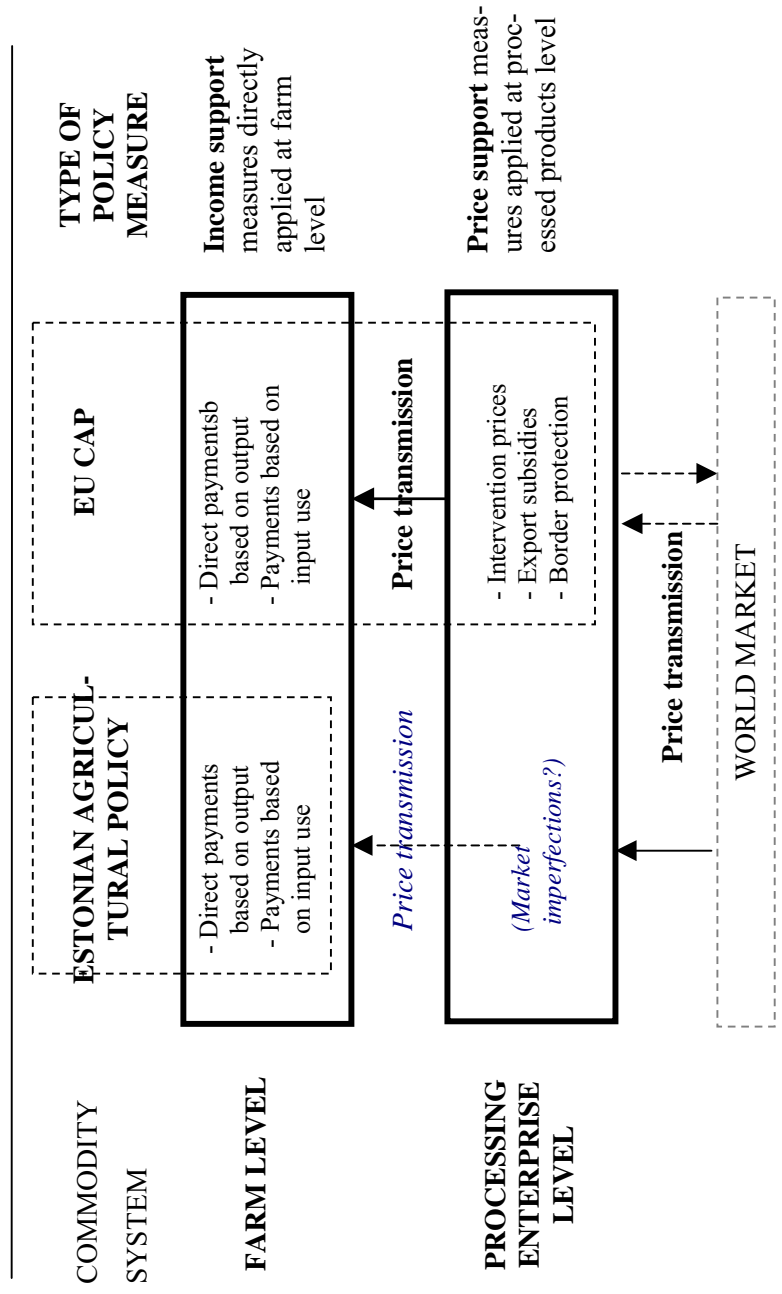 COMMODITY
SYSTEM
ESTONIAN AGRICUL-
TURAL POLICY
EU CAP
TYPE OF
POLICY
MEASURE
FARM LEVEL
- Direct payments
based on output
- Payments based
on input use
- Direct paymentsb
based on output
- Payments based on
input use
Income support
measures directly
applied at farm
level
Price transmission
Price transmission
PROCESSING
ENTERPRISE
LEVEL
(Market
imperfections?)
- Intervention prices
- Export subsidies
- Border protection
Price support meas-
ures applied at proc-
essed products level
Price transmission
WORLD MARKET